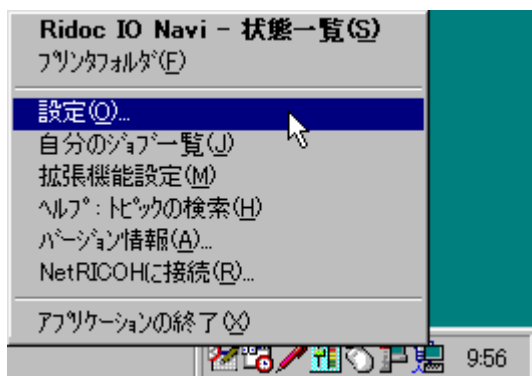 Ridoc IO Navi - 状態一覧(S)
ﾌﾟﾘﾝﾀﾌｫﾙﾀﾞ(F)
設定(O)...
自分のｼﾞｮﾌﾞ一覧(J)
拡張機能設定(M)
ﾍﾙﾌﾟ：ﾄﾋﾟｯｸの検索(H)
ﾊﾞｰｼﾞｮﾝ情報(A)...
NetRICOHに接続(R)...
ｱﾌﾟﾘｹｰｼｮﾝの終了(X)
9:56